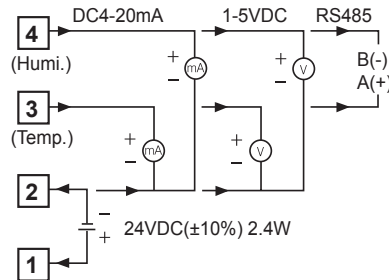 4 DC4-20mA 1-5VDC RS485
(Humi.)
+ mA + V B(-)
− − A(+)
3
(Temp.)
+ mA + V
− −
2
−
+ 24VDC(±10%) 2.4W
1